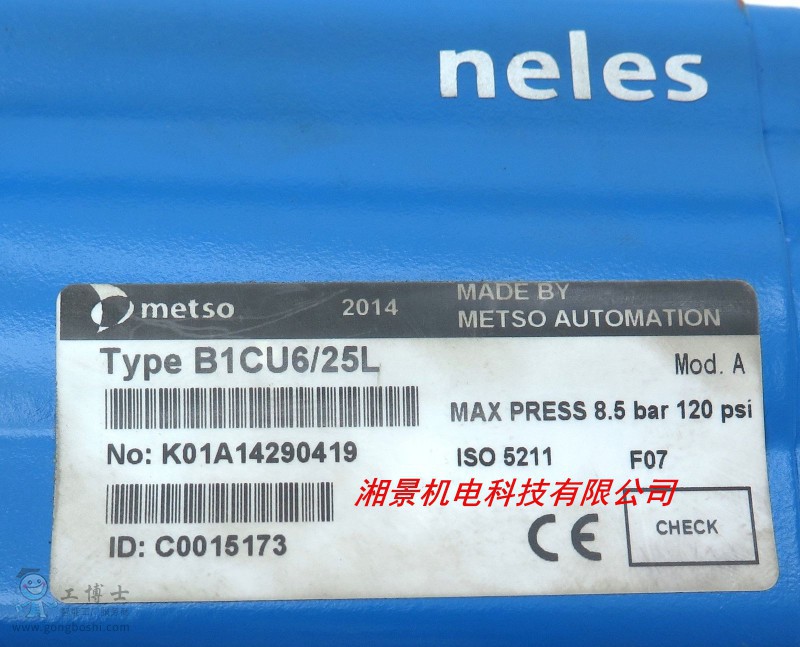 neles
metso 2014 MADE BY
METSO AUTOMATION
Type B1CU6/25L Mod. A
MAX PRESS 8.5 bar 120 psi
No: K01A14290419 ISO 5211 F07
湘景机电科技有限公司
ID: C0015173 CE CHECK
工博士
www.gongboshi.com